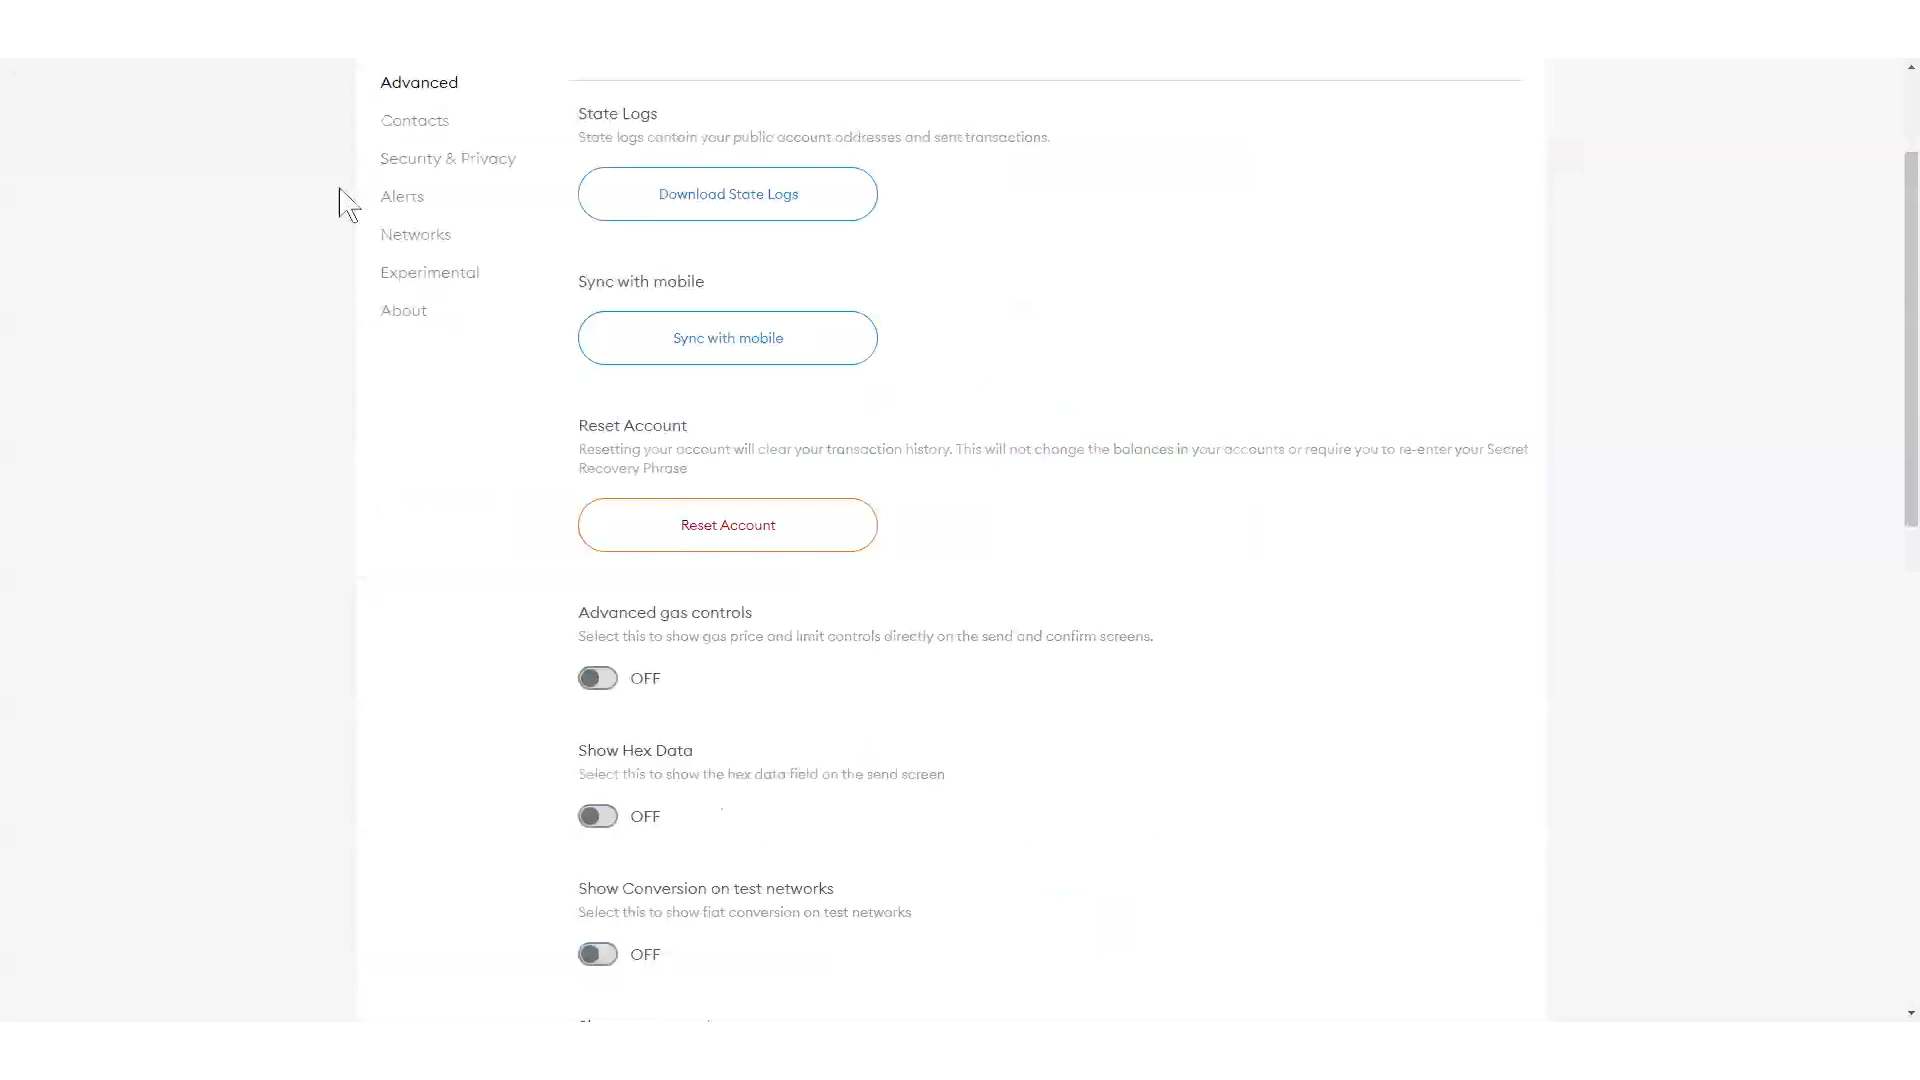 Advanced
Contacts
Security & Privacy
Alerts
Networks
Experimental
About
State Logs
State logs contain your public account addresses and sent transactions.
Download State Logs
Sync with mobile
Sync with mobile
Reset Account
Resetting your account will clear your transaction history. This will not change the balances in your accounts or require you to re-enter your Secret
Recovery Phrase
Reset Account
Advanced gas controls
Select this to show gas price and limit controls directly on the send and confirm screens.
OFF
Show Hex Data
Select this to show the hex data field on the send screen
OFF
Show Conversion on test networks
Select this to show fiat conversion on test networks
OFF